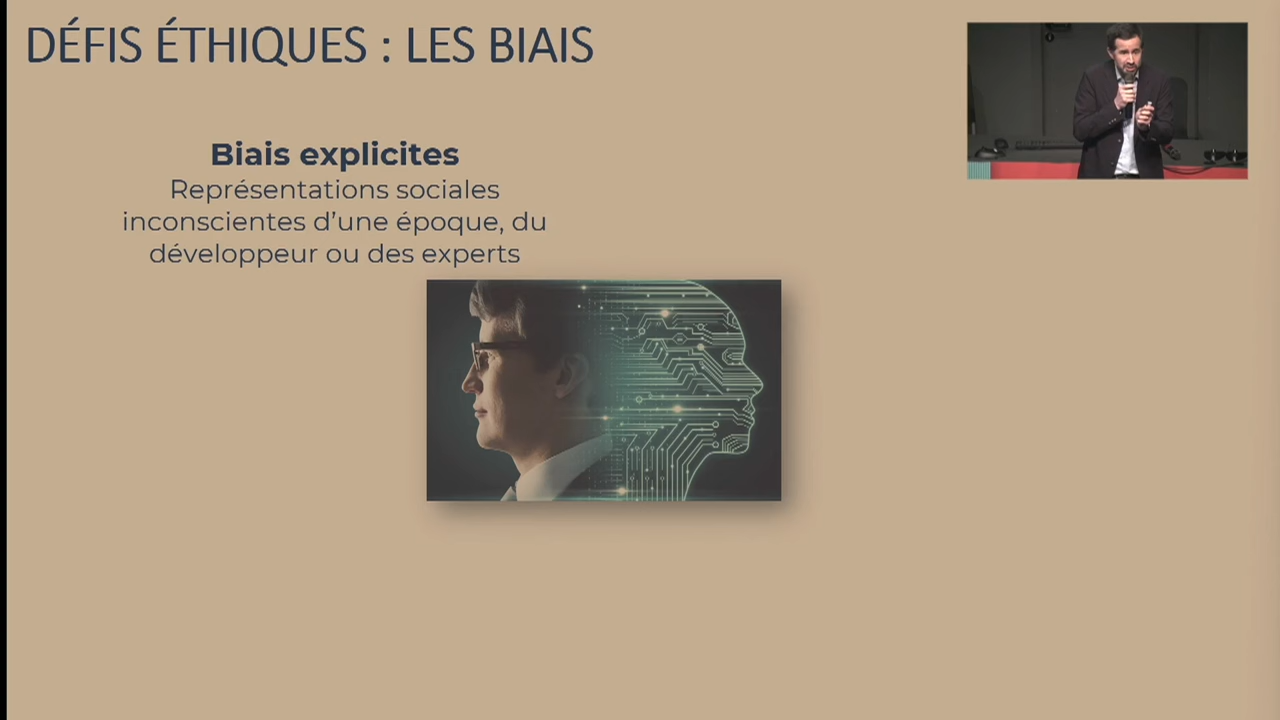 DÉFIS ÉTHIQUES : LES BIAIS
Biais explicites
Représentations sociales
inconscientes d’une époque, du
développeur ou des experts